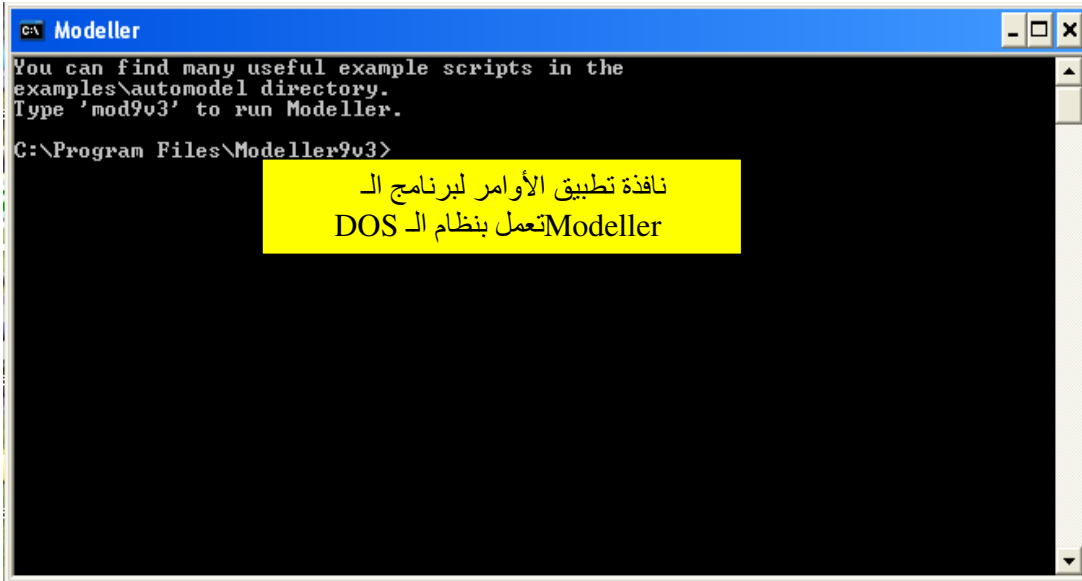 Modeller
You can find many useful example scripts in the
examples\automodel directory.
Type 'mod9v3' to run Modeller.
C:\Program Files\Modeller9v3>
نافذة تطبيق الأوامر لبرنامج الـ
Modellerتعمل بنظام الـ DOS